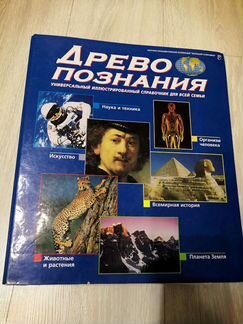 ДРЕВО
ПОЗНАНИЯ
УНИВЕРСАЛЬНЫЙ ИЛЛЮСТРИРОВАННЫЙ СПРАВОЧНИК ДЛЯ ВСЕЙ СЕМЬИ
Наука и техника
Организм
человека
Искусство
Всемирная история
Животные
и растения
Планета Земля